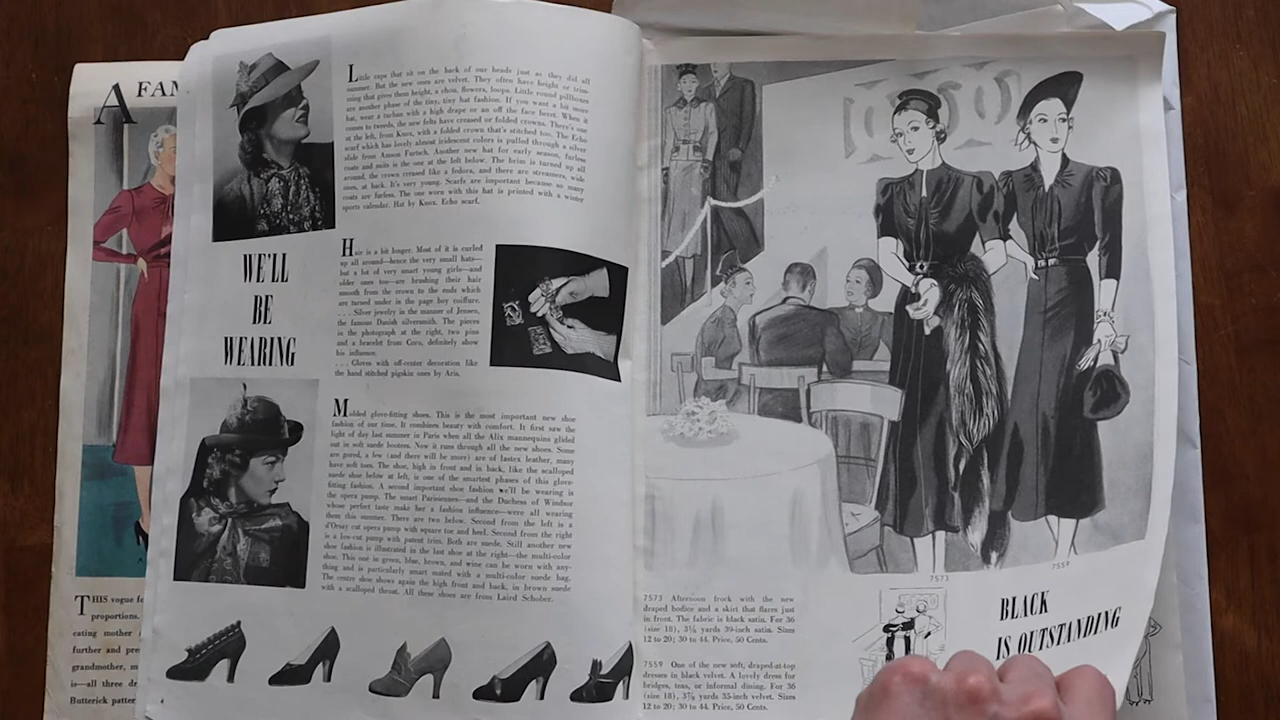 A FAM
THIS vogue fo
proportions.
cating mother
further and pre
grandmother, m
is—all three dr
Butterick patter
Little caps that sit on the back of our heads just as they did all
summer. But the new ones are velvet. They often have height or trim-
ming that gives them height, a chou, flowers, loops. Little round pillboxes
are another phase of the tiny, tiny hat fashion. If you want a bit more
hat, wear a turban with a high drape or an off the face beret. When it
comes to tweeds, the new felts have creased or folded crowns. There's one
at the left, from Knox, with a folded crown that's stitched too. The Echo
scarf which has lovely almost iridescent colors is pulled through a silver
slide from Anson Furtsch. Another new hat for early season, furless
coats and suits is the one at the left below. The brim is turned up all
around, the crown creased like a fedora, and there are streamers, wide
ones, at back. It's very young. Scarfs are important because so many
coats are furless. The one worn with this hat is printed with a winter
sports calendar. Hat by Knox. Echo scarf.
WE'LL
BE
WEARING
Hair is a bit longer. Most of it is curled
up all around—hence the very small hats—
but a lot of very smart young girls—and
older ones too—are brushing their hair
smooth from the crown to the ends which
are turned under in the page boy coiffure.
. . . Silver jewelry in the manner of Jensen,
the famous Danish silversmith. The pieces
in the photograph at the right, two pins
and a bracelet from Coro, definitely show
his influence.
. . . Gloves with off-center decoration like
the hand stitched pigskin ones by Aris.
Molded glove-fitting shoes. This is the most important new shoe
fashion of our time. It combines beauty with comfort. It first saw the
light of day last summer in Paris when all the Alix mannequins glided
out in soft suede bootees. Now it runs through all the new shoes. Some
are gored, a few (and there will be more) are of lastex leather, many
have soft toes. The shoe, high in front and in back, like the scalloped
suede shoe below at left, is one of the smartest phases of this glove-
fitting fashion. A second important shoe fashion we'll be wearing is
the opera pump. The smart Parisiennes—and the Duchess of Windsor
whose perfect taste make her a fashion influence—were all wearing
them this summer. There are two below. Second from the left is a
d'Orsay cut opera pump with square toe and heel. Second from the right
is a low-cut pump with patent trim. Both are suede. Still another new
shoe fashion is illustrated in the last shoe at the right—the multi-color
shoe. This one in green, blue, brown, and wine can be worn with any-
thing and is particularly smart mated with a multi-color suede bag.
The centre shoe shows again the high front and back, in brown suede
with a scalloped throat. All these shoes are from Laird Schober.
4
7573
7559
7573 Afternoon frock with the new
draped bodice and a skirt that flares just
in front. The fabric is black satin. For 36
(size 18), 3⅛ yards 39-inch satin. Sizes
12 to 20; 30 to 44. Price, 50 Cents.
7559 One of the new soft, draped-at-top
dresses in black velvet. A lovely dress for
bridges, teas, or informal dining. For 36
(size 18), 3⅞ yards 35-inch velvet. Sizes
12 to 20; 30 to 44. Price, 50 Cents.
BLACK
IS OUTSTANDING